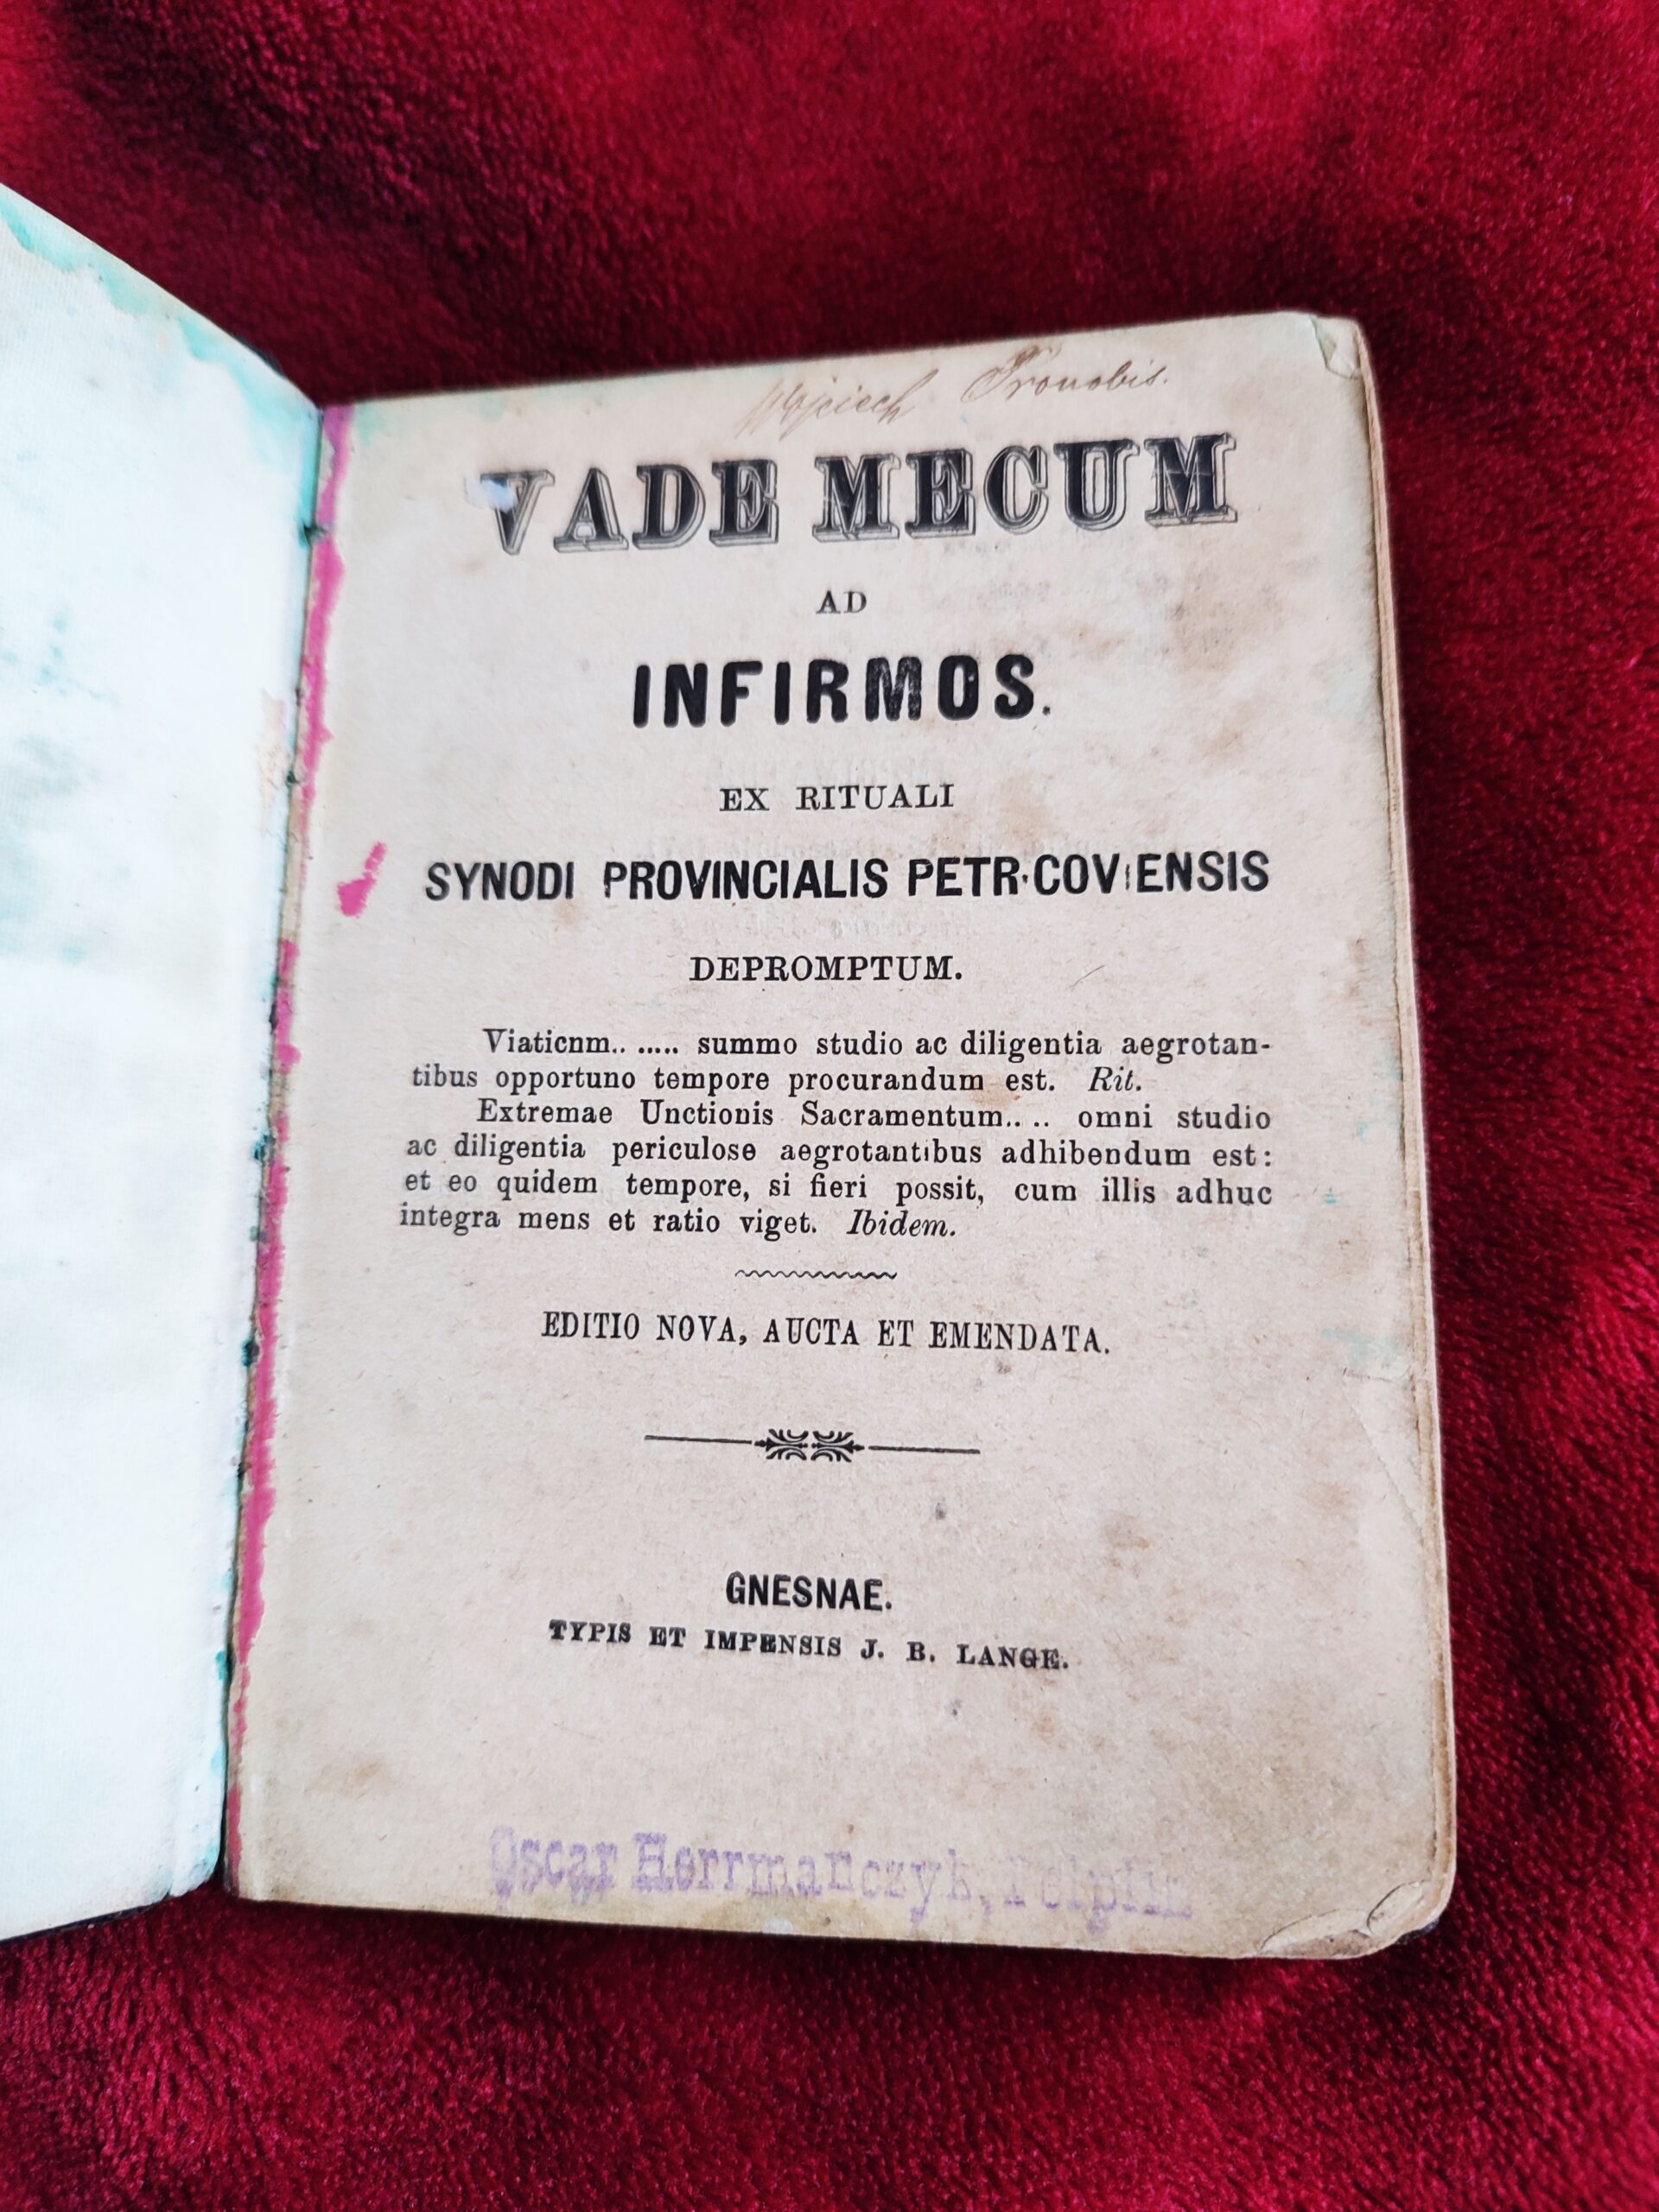 Wojciech Pronobis.
VADE MECUM
AD
INFIRMOS.
EX RITUALI
SYNODI PROVINCIALIS PETR·COVIENSIS
DEPROMPTUM.
Viaticnm.. ..... summo studio ac diligentia aegrotan-
tibus opportuno tempore procurandum est. Rit.
Extremae Unctionis Sacramentum.. .. omni studio
ac diligentia periculose aegrotantibus adhibendum est:
et eo quidem tempore, si fieri possit, cum illis adhuc
integra mens et ratio viget. Ibidem.
EDITIO NOVA, AUCTA ET EMENDATA.
GNESNAE.
TYPIS ET IMPENSIS J. B. LANGE.
Oscar Herrmanczyk, Pelplin